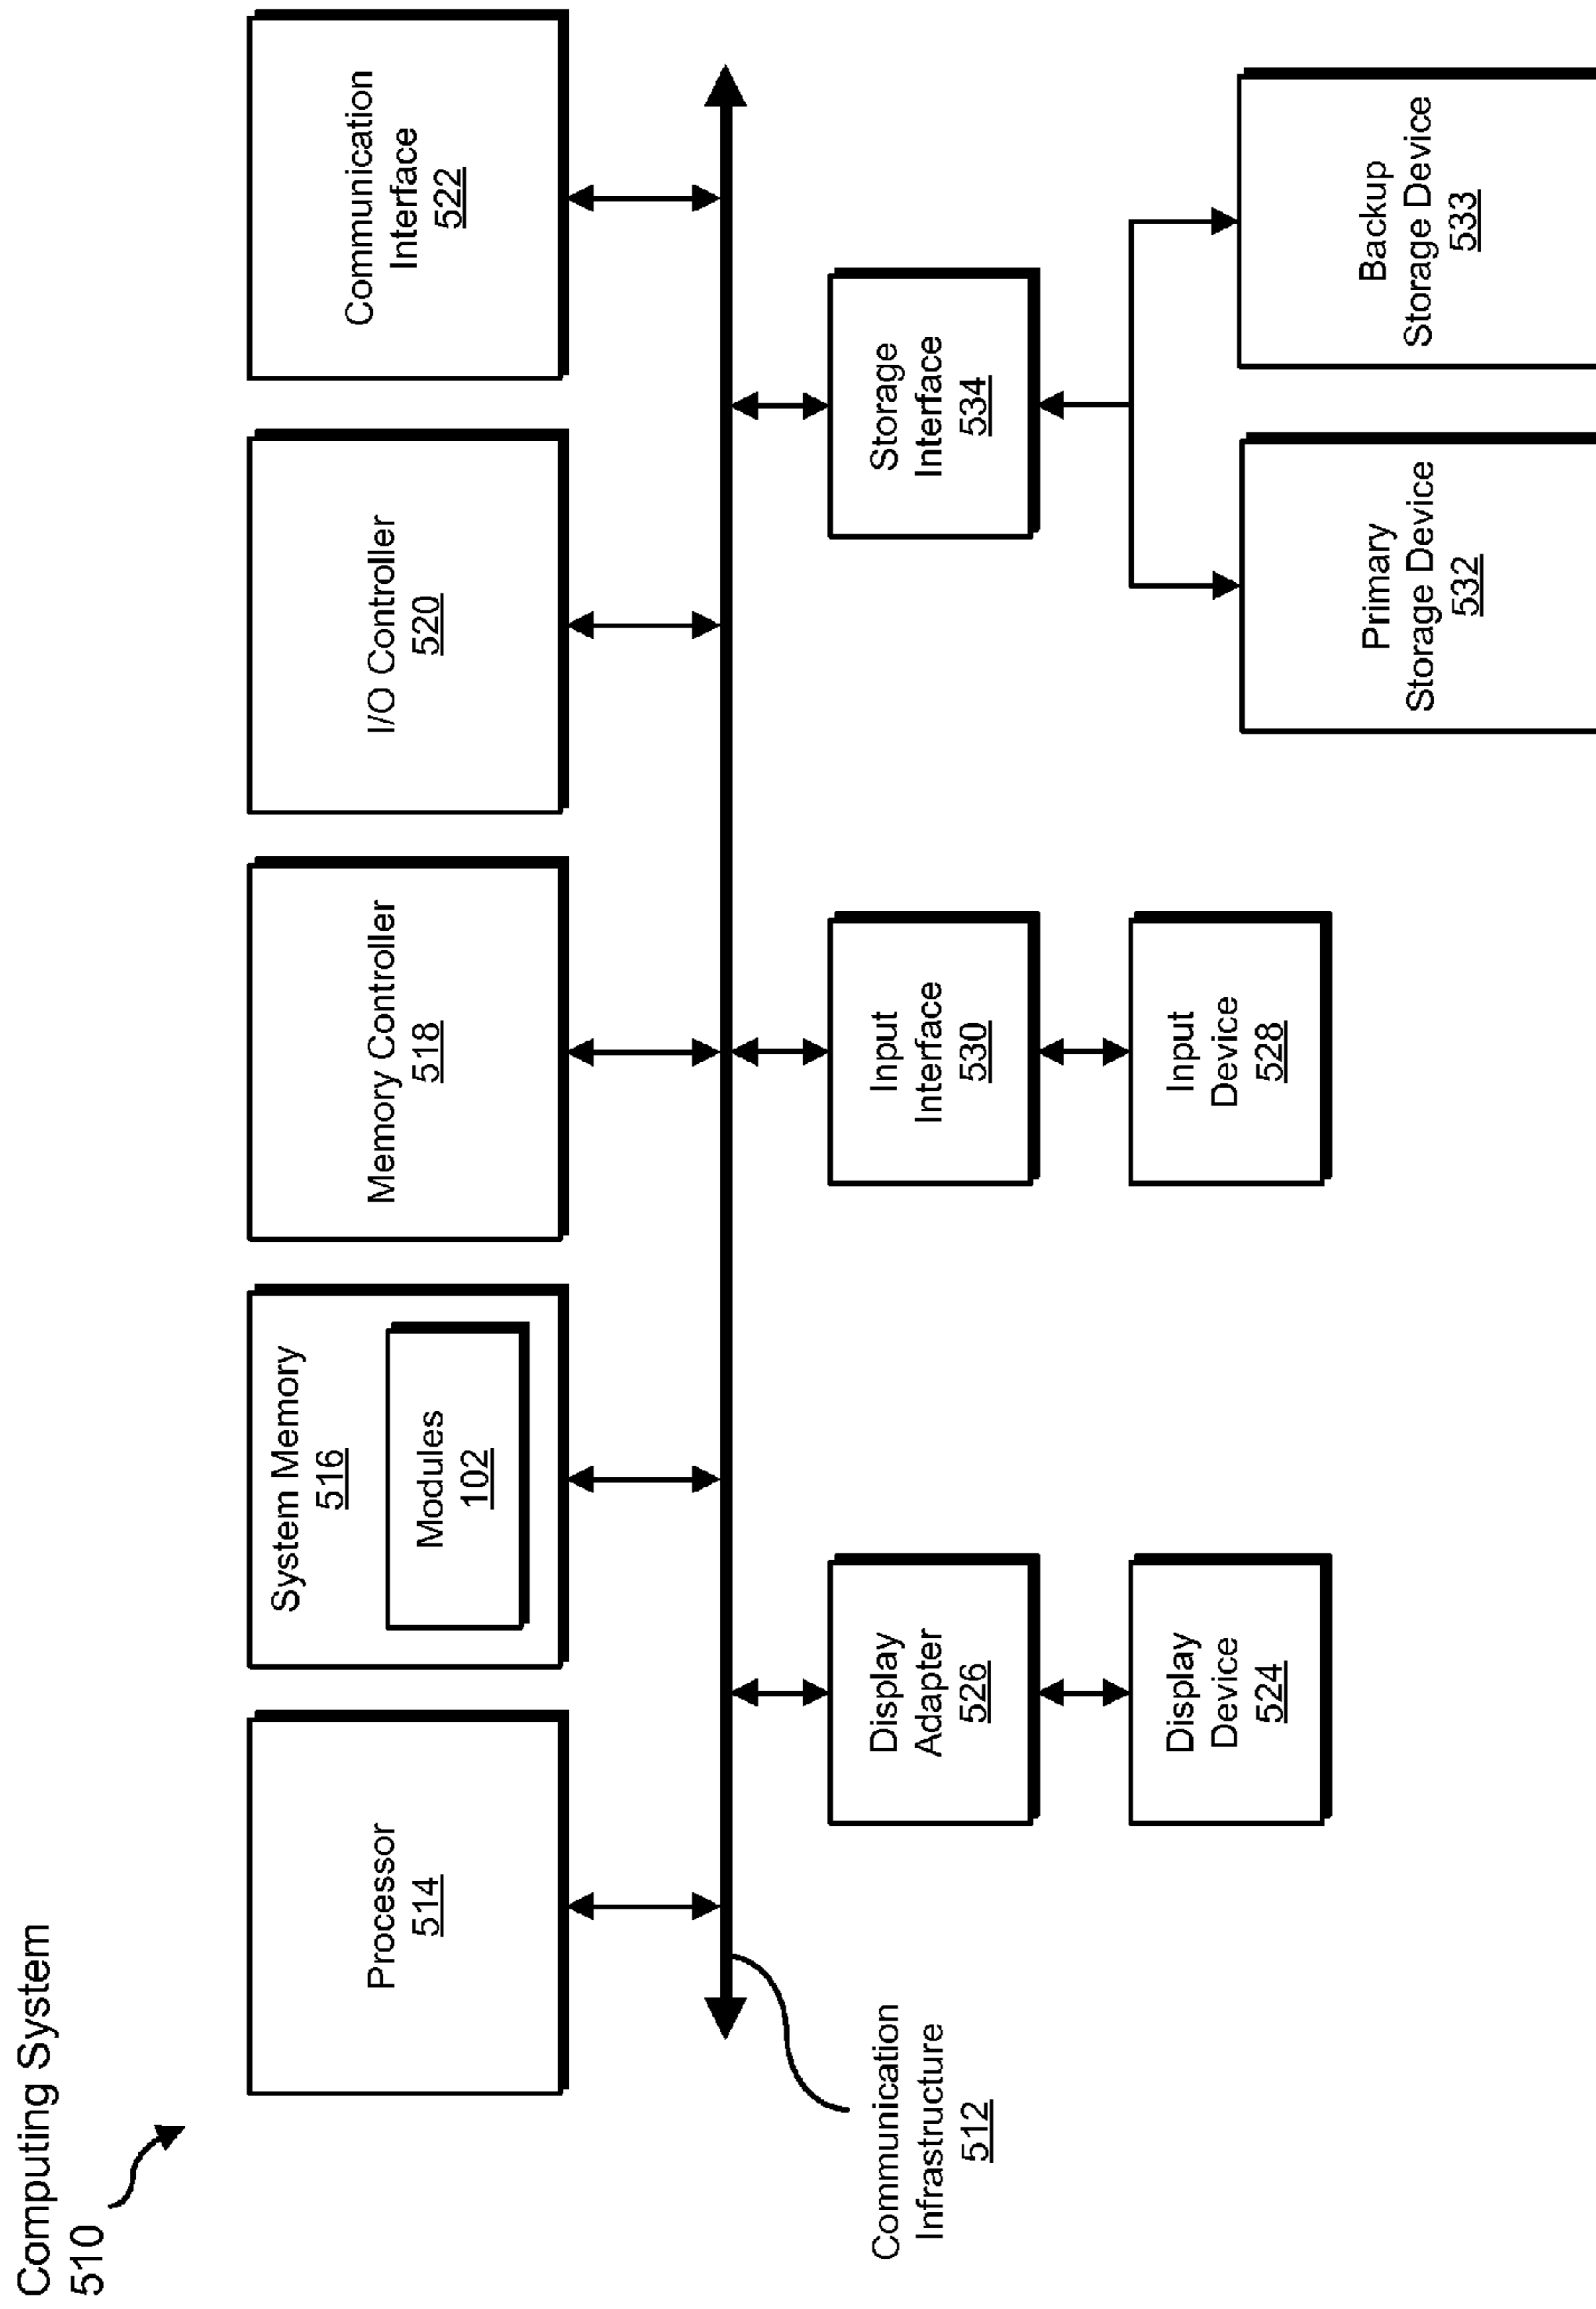 Computing System
510
Processor
514
System Memory
516
Modules
102
Memory Controller
518
I/O Controller
520
Communication
Interface
522
Communication
Infrastructure
512
Display
Adapter
526
Input
Interface
530
Storage
Interface
534
Display
Device
524
Input
Device
528
Primary
Storage Device
532
Backup
Storage Device
533